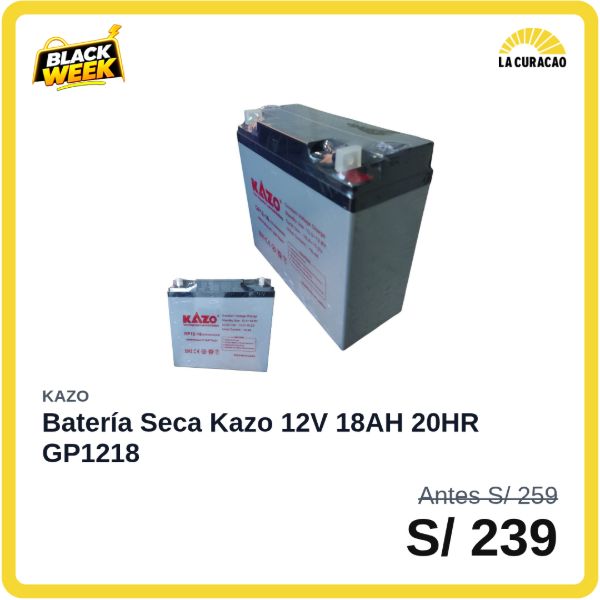 BLACK
WEEK
LA CURACAO
KAZO
KAZO
KAZO
Batería Seca Kazo 12V 18AH 20HR
GP1218
Antes S/ 259
S/ 239